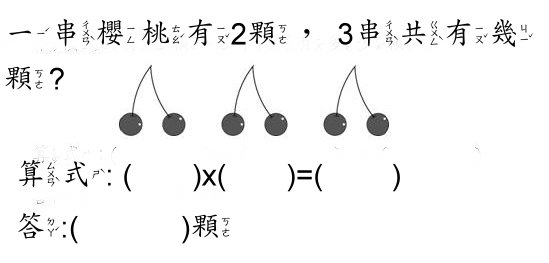 一串櫻桃有2顆，3串共有幾
顆？
算式：(　　)x(　　)=(　　)
答：(　　)顆